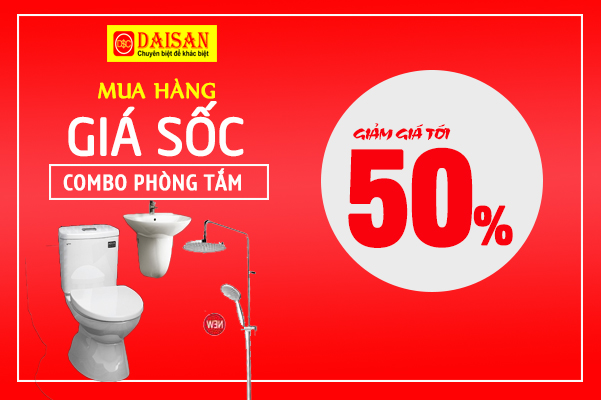 DSC DAISAN
Chuyên biệt để khác biệt
MUA HÀNG
GIÁ SỐC
COMBO PHÒNG TẮM
GIẢM GIÁ TỚI
50%
NEW